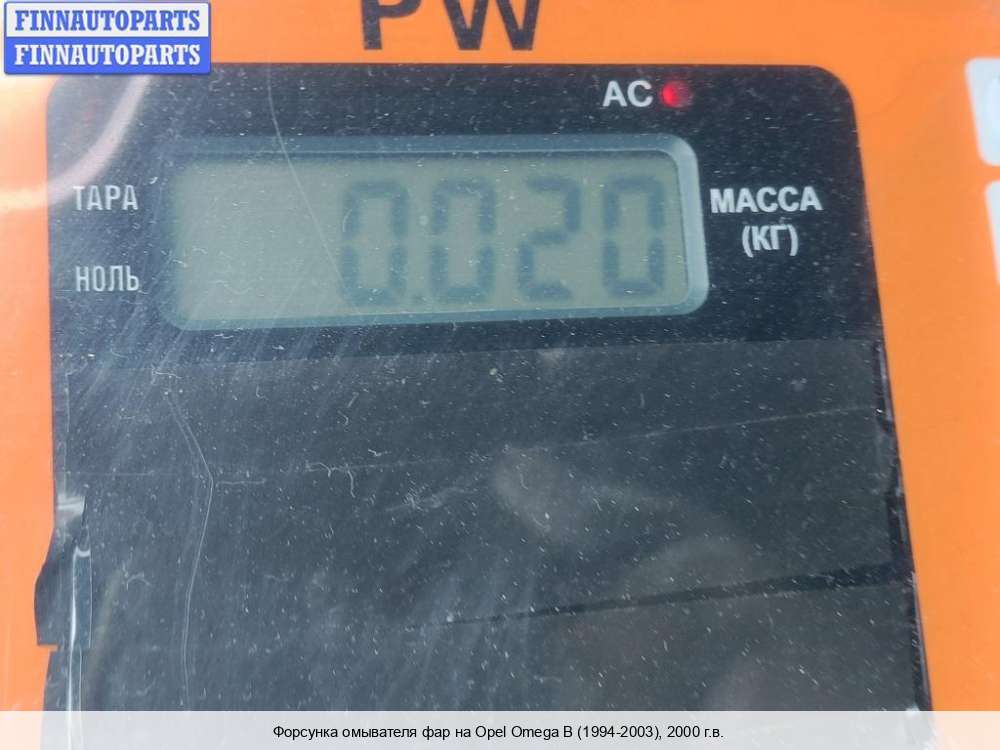 FINNAUTOPARTS
FINNAUTOPARTS
PW
AC
ТАРА
0.020
МАССА
(КГ)
НОЛЬ
Форсунка омывателя фар на Opel Omega B (1994-2003), 2000 г.в.